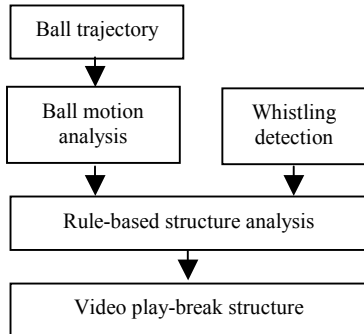 Ball trajectory
Ball motion
analysis
Whistling
detection
Rule-based structure analysis
Video play-break structure